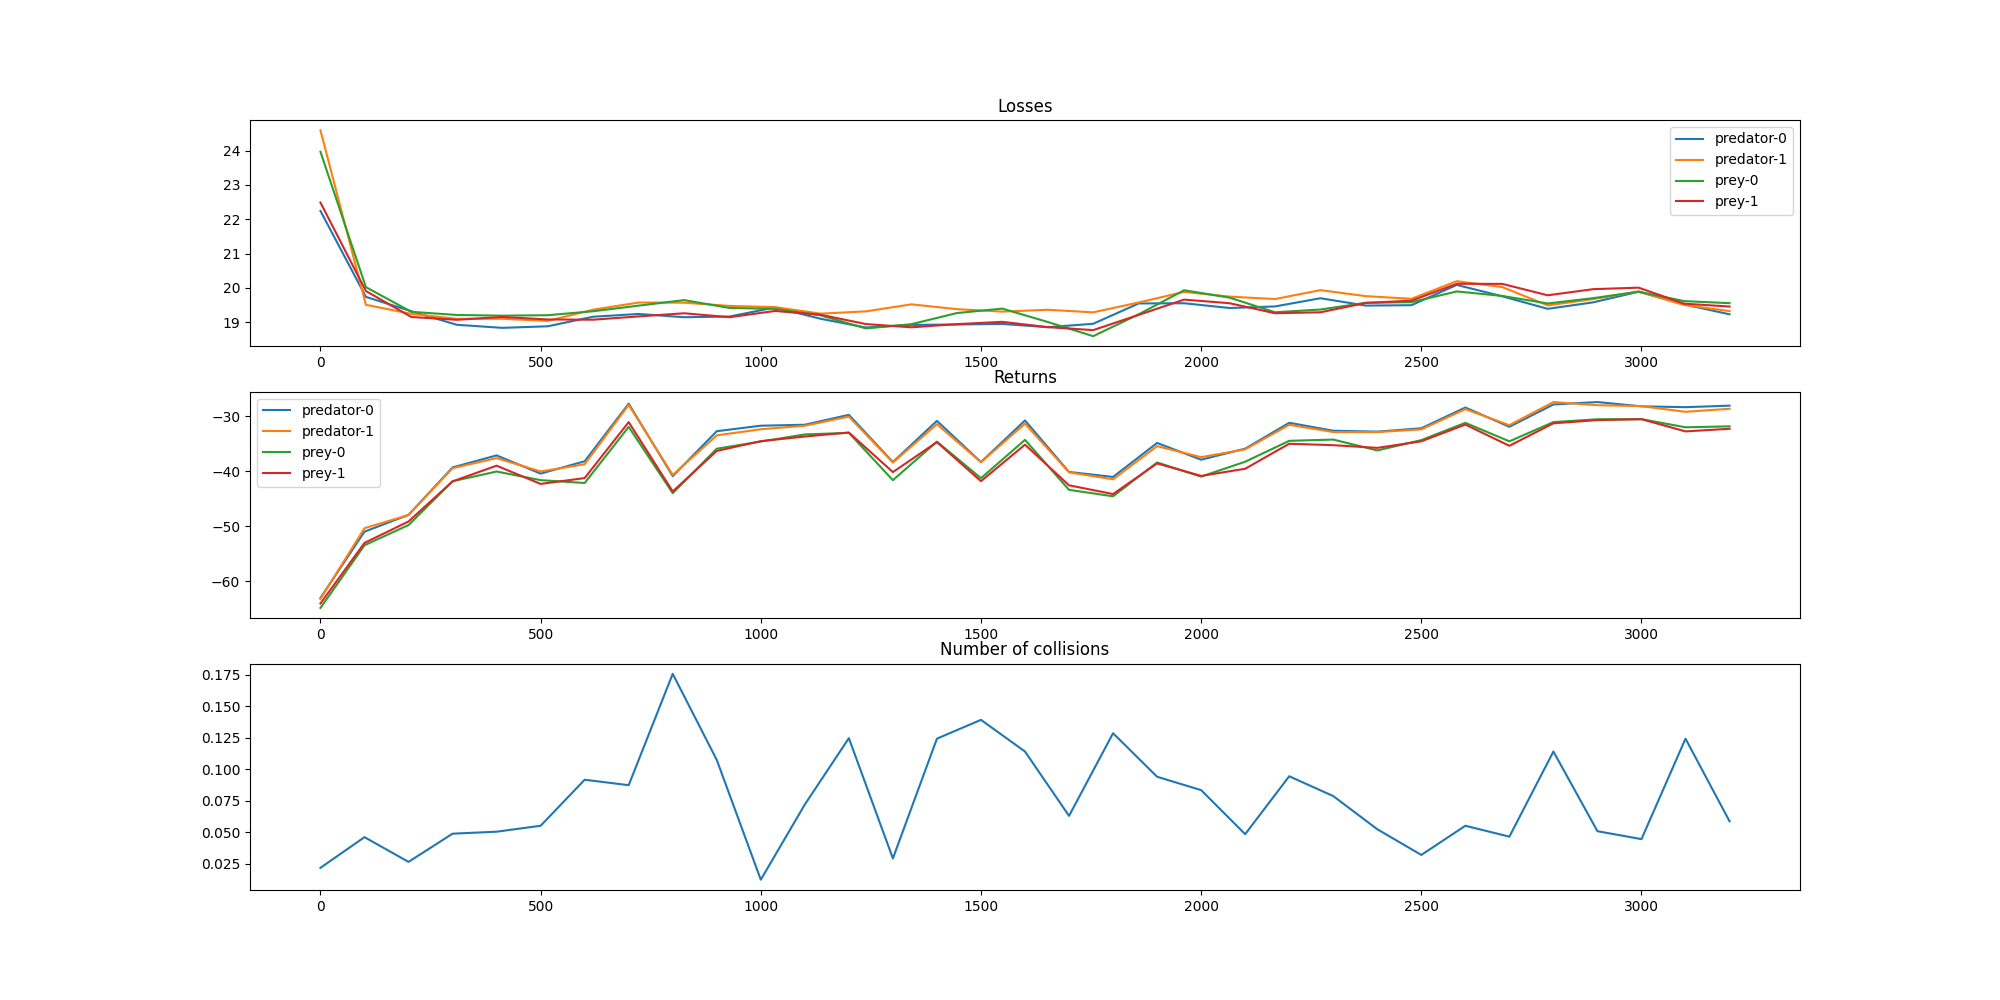 Losses
24
23
22
21
20
19
predator-0
predator-1
prey-0
prey-1
0 500 1000 1500 2000 2500 3000
Returns
−30
−40
−50
−60
predator-0
predator-1
prey-0
prey-1
0 500 1000 1500 2000 2500 3000
Number of collisions
0.175
0.150
0.125
0.100
0.075
0.050
0.025
0 500 1000 1500 2000 2500 3000